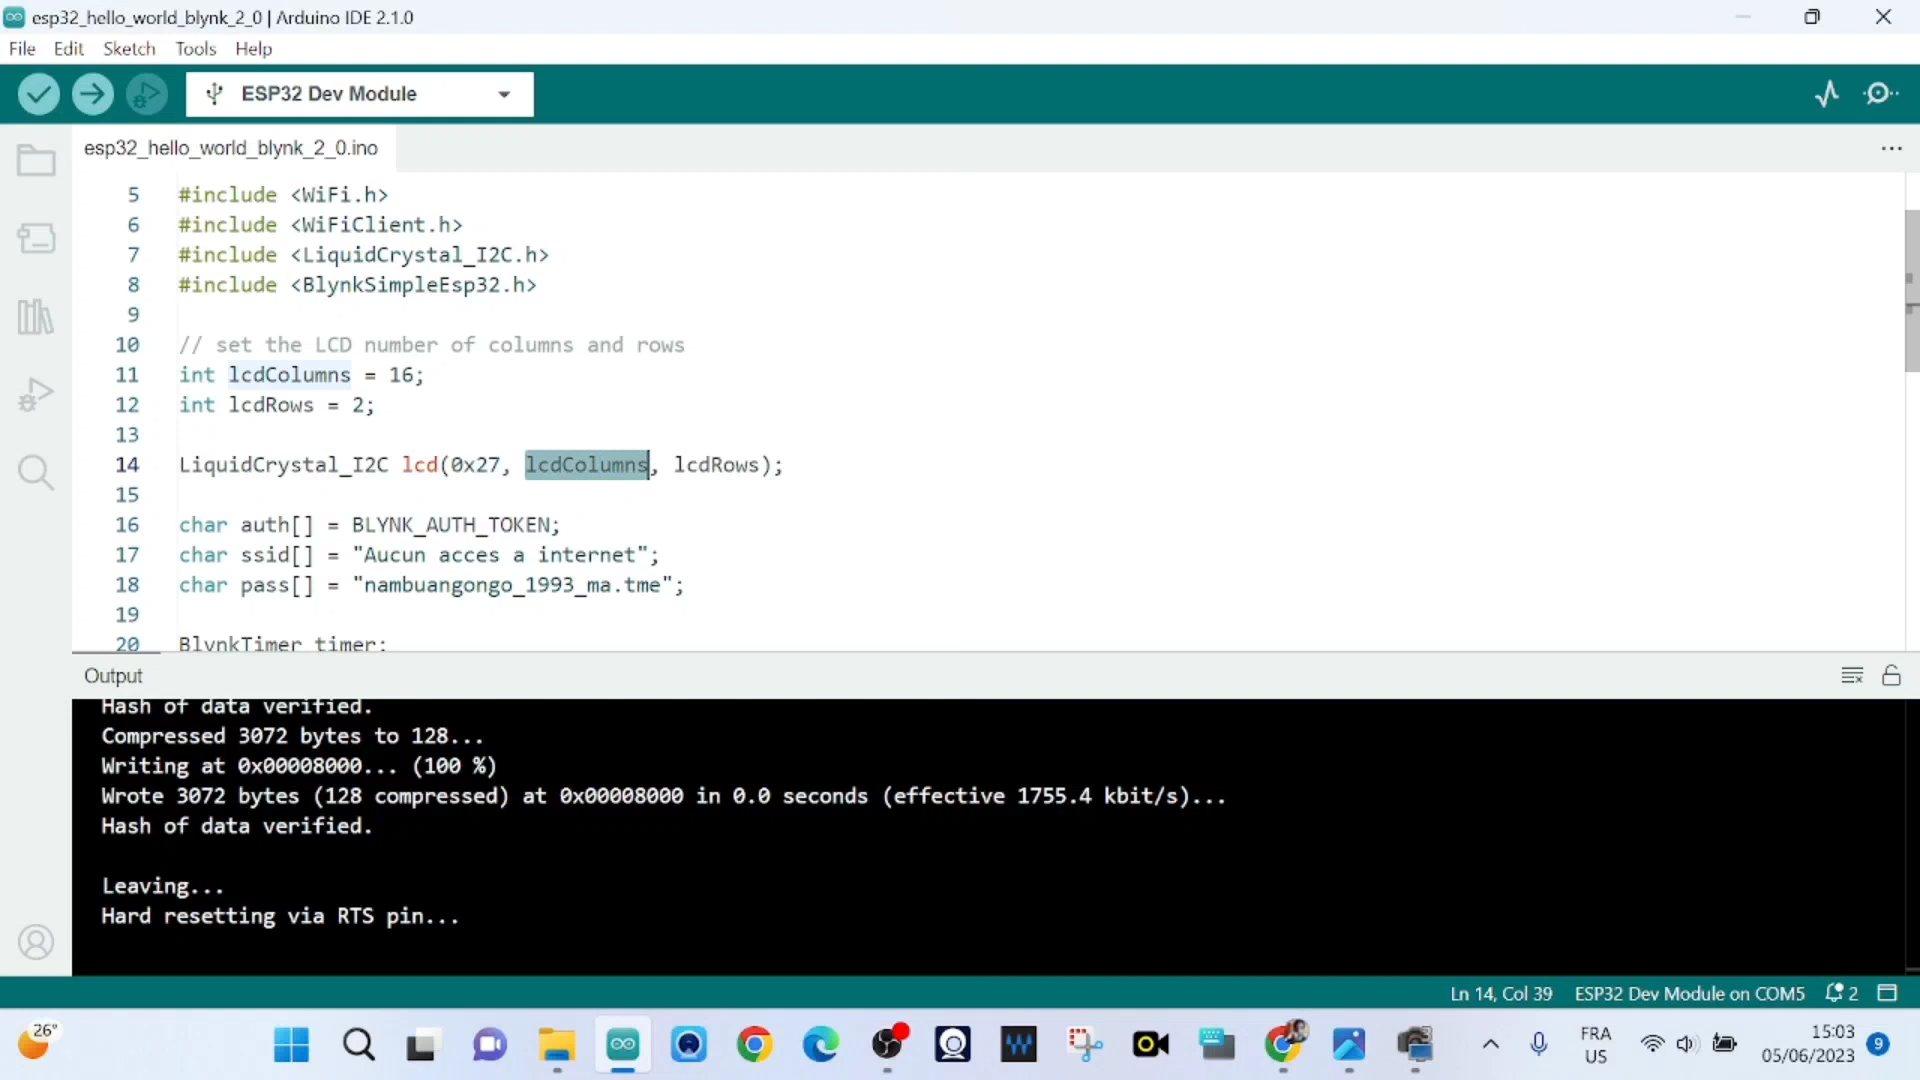 esp32_hello_world_blynk_2_0 | Arduino IDE 2.1.0
File Edit Sketch Tools Help
ESP32 Dev Module
esp32_hello_world_blynk_2_0.ino
5 #include <WiFi.h>
6 #include <WiFiClient.h>
7 #include <LiquidCrystal_I2C.h>
8 #include <BlynkSimpleEsp32.h>
9
10 // set the LCD number of columns and rows
11 int lcdColumns = 16;
12 int lcdRows = 2;
13
14 LiquidCrystal_I2C lcd(0x27, lcdColumns, lcdRows);
15
16 char auth[] = BLYNK_AUTH_TOKEN;
17 char ssid[] = "Aucun acces a internet";
18 char pass[] = "nambuangongo_1993_ma.tme";
19
20 BlynkTimer timer;
Output
Hash of data verified.
Compressed 3072 bytes to 128...
Writing at 0x00008000... (100 %)
Wrote 3072 bytes (128 compressed) at 0x00008000 in 0.0 seconds (effective 1755.4 kbit/s)...
Hash of data verified.
Leaving...
Hard resetting via RTS pin...
Ln 14, Col 39 ESP32 Dev Module on COM5 2
26°
FRA
US
15:03
05/06/2023
9